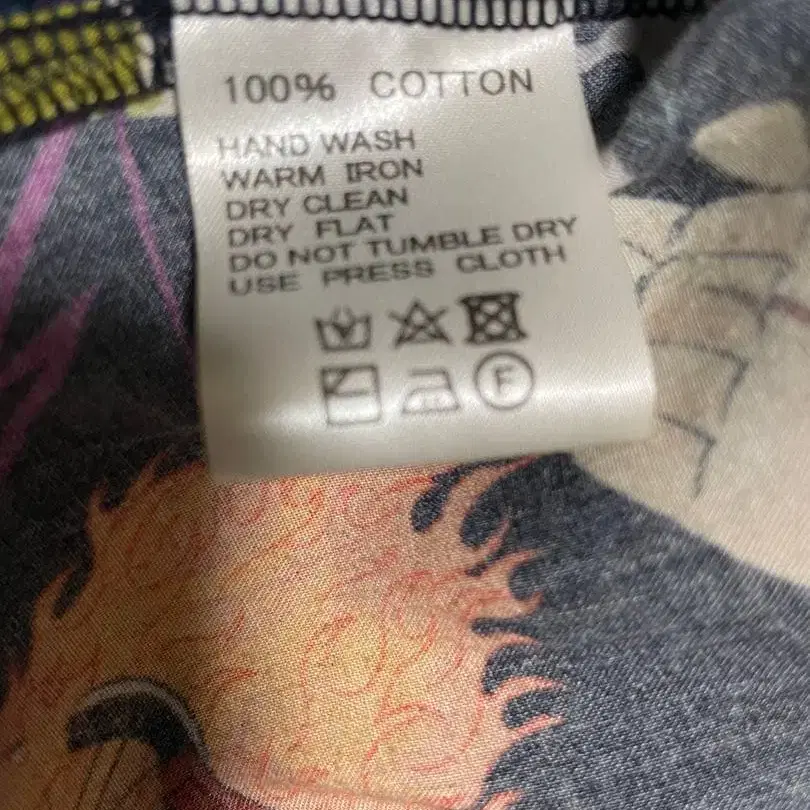 100% COTTON
HAND WASH
WARM IRON
DRY CLEAN
DRY FLAT
DO NOT TUMBLE DRY
USE PRESS CLOTH
F